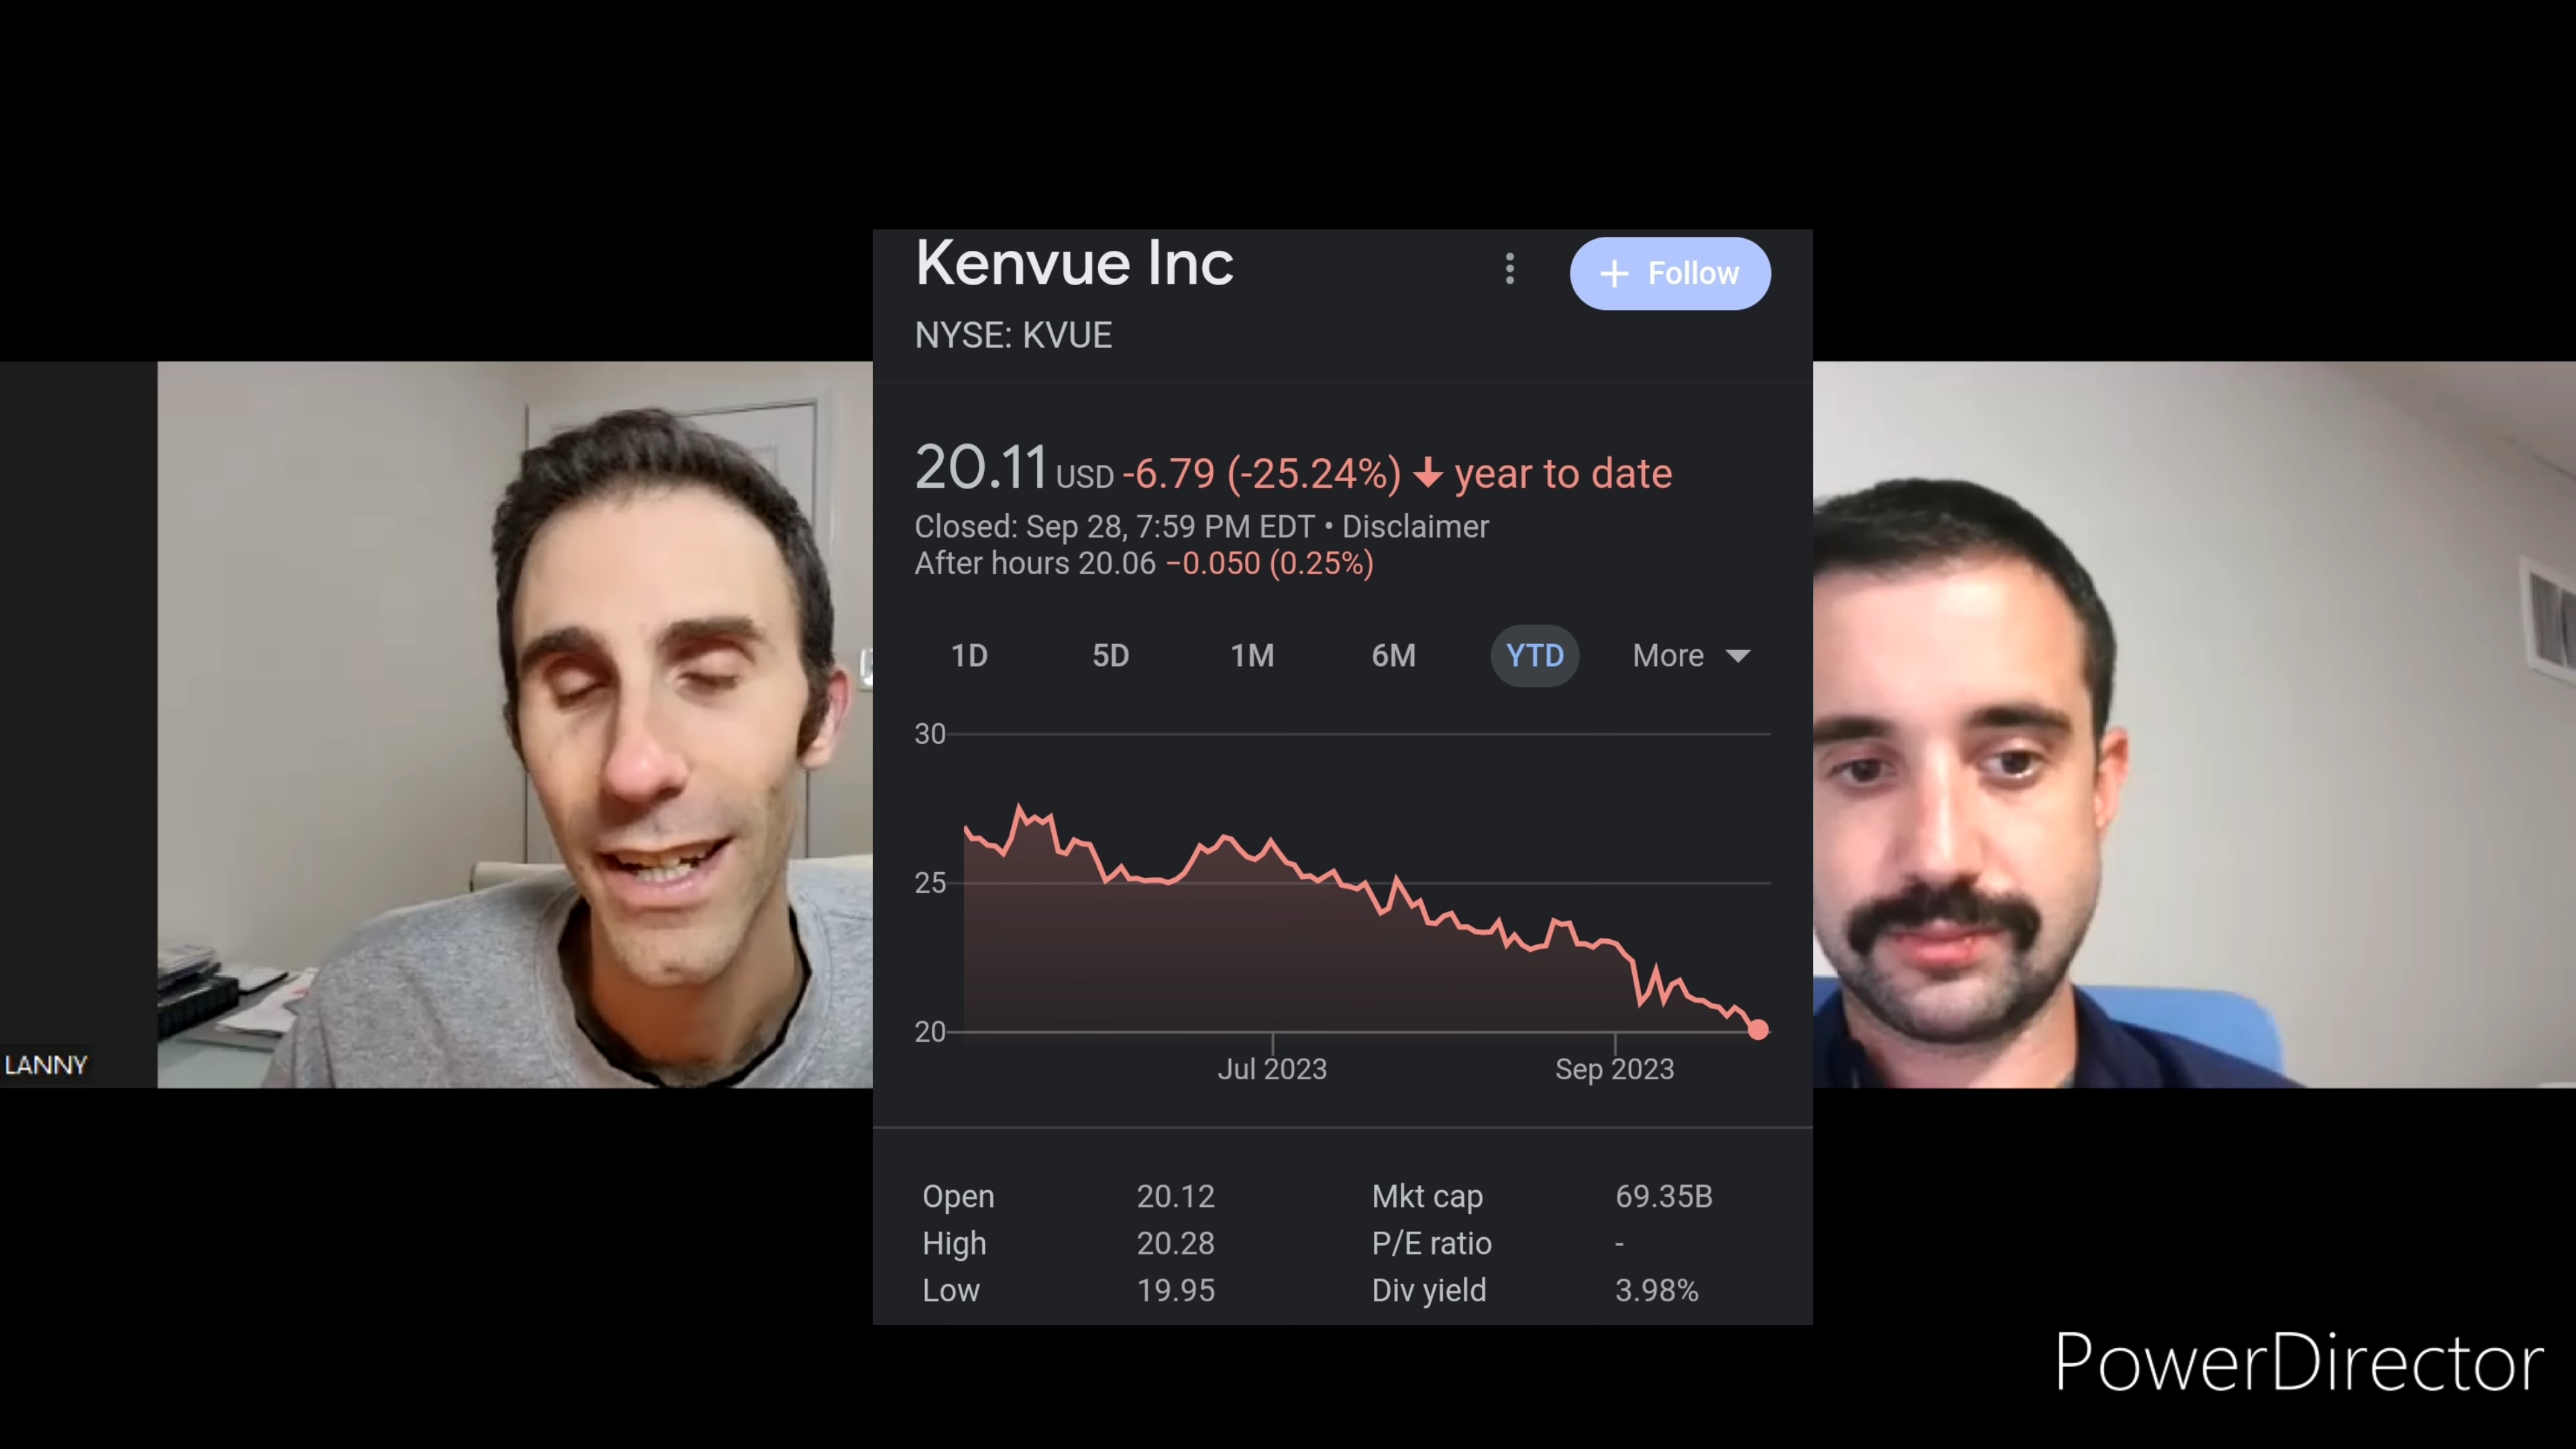 Kenvue Inc
+ Follow
NYSE: KVUE
20.11 USD -6.79 (-25.24%) ↓ year to date
Closed: Sep 28, 7:59 PM EDT • Disclaimer
After hours 20.06 −0.050 (0.25%)
1D 5D 1M 6M YTD More
30
25
20
Jul 2023 Sep 2023
LANNY
Open 20.12 Mkt cap 69.35B
High 20.28 P/E ratio -
Low 19.95 Div yield 3.98%
PowerDirector